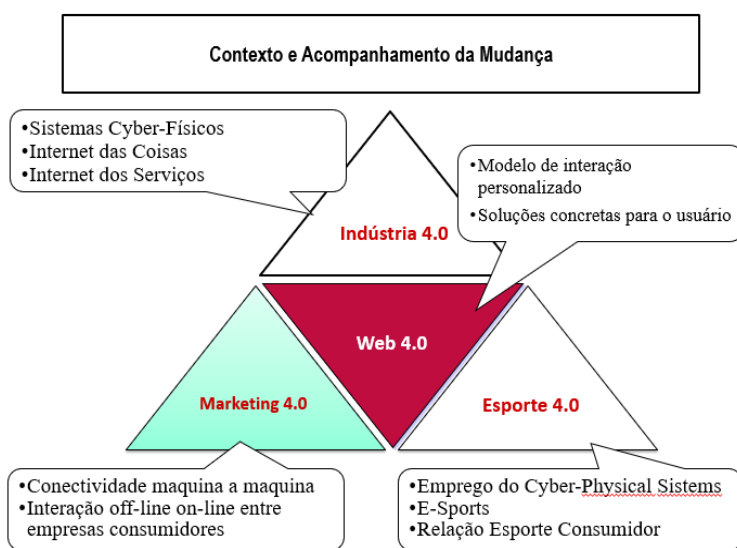 Contexto e Acompanhamento da Mudança
•Sistemas Cyber-Físicos
•Internet das Coisas
•Internet dos Serviços
•Modelo de interação
personalizado
•Soluções concretas para o usuário
Indústria 4.0
Web 4.0
Marketing 4.0
Esporte 4.0
•Conectividade maquina a maquina
•Interação off-line on-line entre
empresas consumidores
•Emprego do Cyber-Physical Sistems
•E-Sports
•Relação Esporte Consumidor